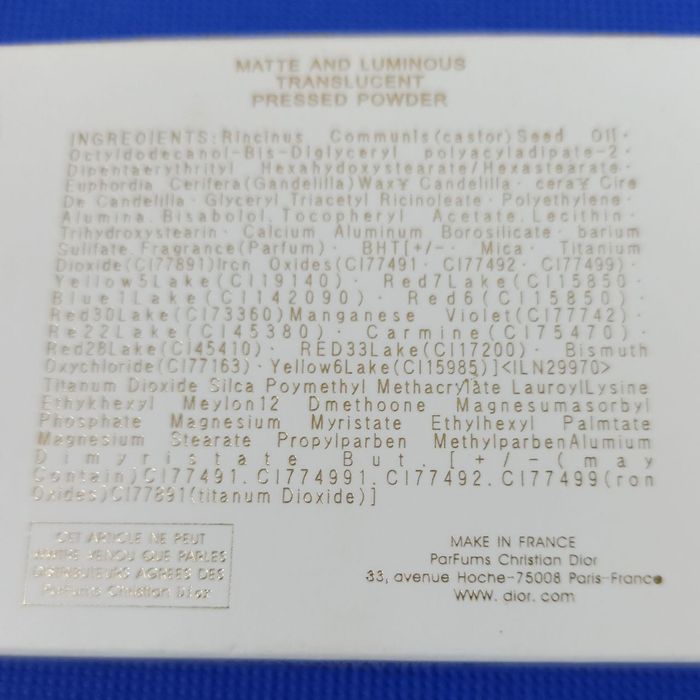 MATTE AND LUMINOUS
TRANSLUCENT
PRESSED POWDER
INGREOIENTS:Rincinus Communis(castor)Seed Oil·
Octyldodecanol-Bis-Diglyceryl polyacyladipate-2·
Dipentaerythrityl Hexahydoxystearate/Hexastearate·
Euphordia Cerifera(Gandelilla)Wax¥ Candelilla· cera¥ Cire
De Candelilla· Glyceryl Triacetyl Ricinoleate· Polyethylene·
Alumina. Bisabolol. Tocopheryl Acetate. Lecithin·
Trihydroxystearin· Calcium Aluminum Borosilicate· barium
Sulifate. Fragrance(Parfum)· BHT[+/-· Mica· Titanium
Dioxide(CI77891)Iron Oxides(CI77491· CI77492· CI77499)·
Yellow5Lake(CI19140)· Red7Lake(CI15850·
Blue1Lake(CI142090)· Red6(CI15850)·
Red30Lake(CI73360)Manganese Violet(CI77742)·
Re22Lake(CI45380)· Carmine(CI75470)·
Red28Lake(CI45410)· RED33Lake(CI17200)· Bismuth
Oxychloride(CI77163)· Yellow6Lake(CI15985)]<ILN29970>
Titanium Dioxide Silca Poymethyl Methacrylate LauroylLysine
Ethykhexyl Meylon12 Dmethoone Magnesumasorbyl
Phosphate Magnesium Myristate Ethylhexyl Palmtate
Magnesium Stearate Propylparben MethylparbenAlumium
Dimyristate But.[+/-(may
Contain)CI77491. CI774991. CI77492. CI77499(ron
Oxides)CI77891(titanum Dioxide)]
CET ARTICLE NE PEUT
VENOU QUE PARLES
DISTRIBUTEURS AGREES DES
ParFums Christian Dior
MAKE IN FRANCE
ParFums Christian Dior
33, avenue Hoche-75008 Paris-France
WWW. dior. com